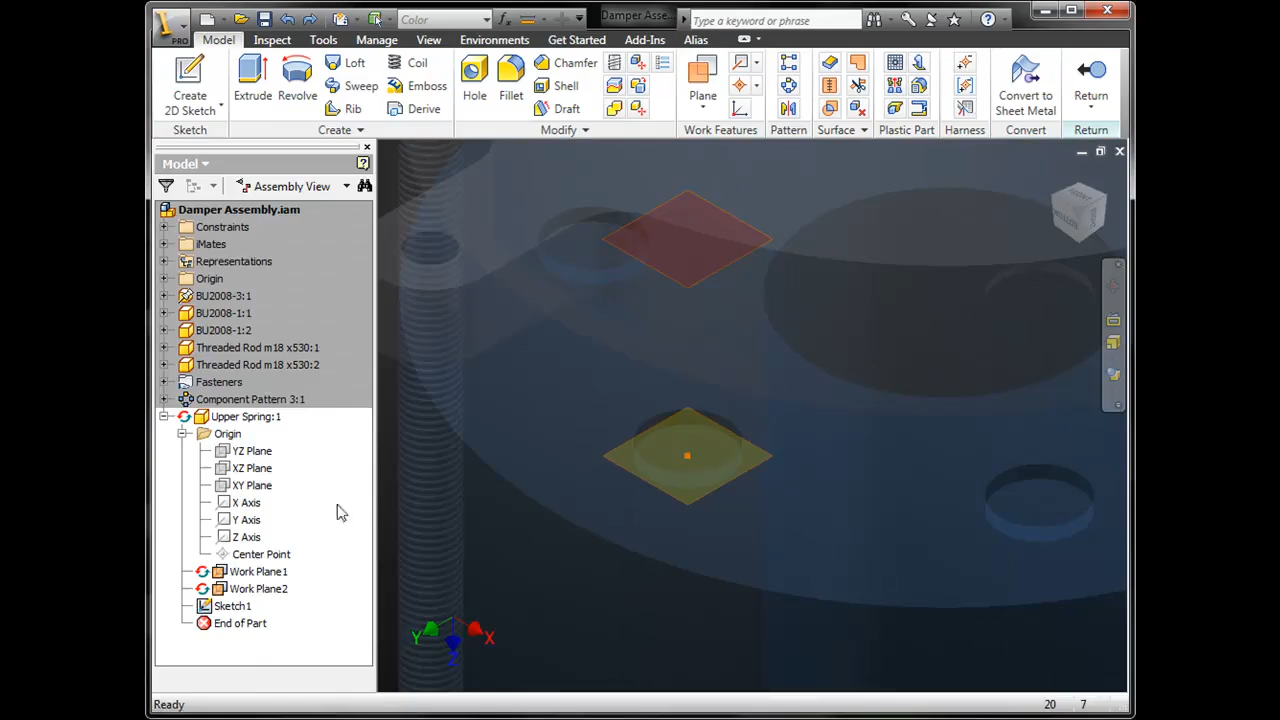 PRO
Color
Damper Asse...
Type a keyword or phrase
Model
Inspect
Tools
Manage
View
Environments
Get Started
Add-Ins
Alias
Create
2D Sketch
Extrude
Revolve
Loft
Sweep
Rib
Coil
Emboss
Derive
Hole
Fillet
Chamfer
Shell
Draft
Plane
Convert to
Sheet Metal
Return
Sketch
Create
Modify
Work Features
Pattern
Surface
Plastic Part
Harness
Convert
Return
Model
Assembly View
Damper Assembly.iam
Constraints
iMates
Representations
Origin
BU2008-3:1
BU2008-1:1
BU2008-1:2
Threaded Rod m18 x530:1
Threaded Rod m18 x530:2
Fasteners
Component Pattern 3:1
Upper Spring:1
Origin
YZ Plane
XZ Plane
XY Plane
X Axis
Y Axis
Z Axis
Center Point
Work Plane1
Work Plane2
Sketch1
End of Part
FRONT
BOTTOM
Y
X
Z
Ready
20
7